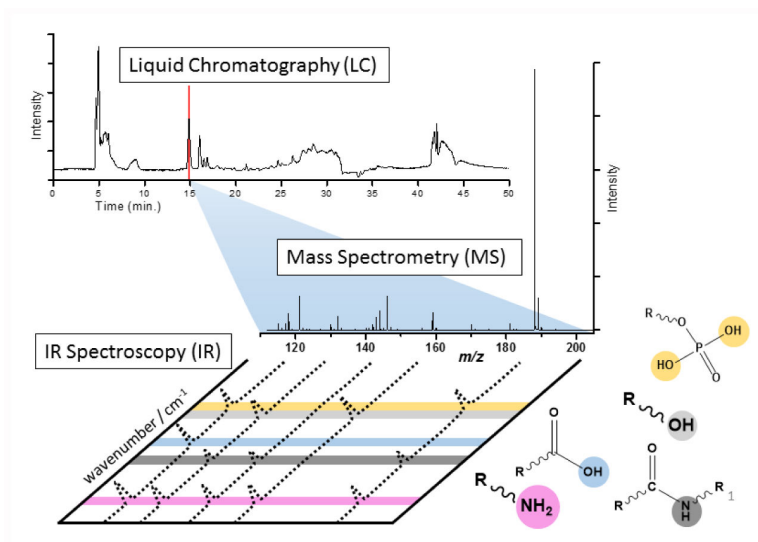 Liquid Chromatography (LC)
Intensity
0 5 10 15 20 25 30 35 40 45 50
Time (min.)
Intensity
Mass Spectrometry (MS)
120 140 160 180 200
m/z
IR Spectroscopy (IR)
wavenumber / cm⁻¹
R O OH
HO P
O
R OH
O
R OH
R NH₂
O
R C N R 1
H